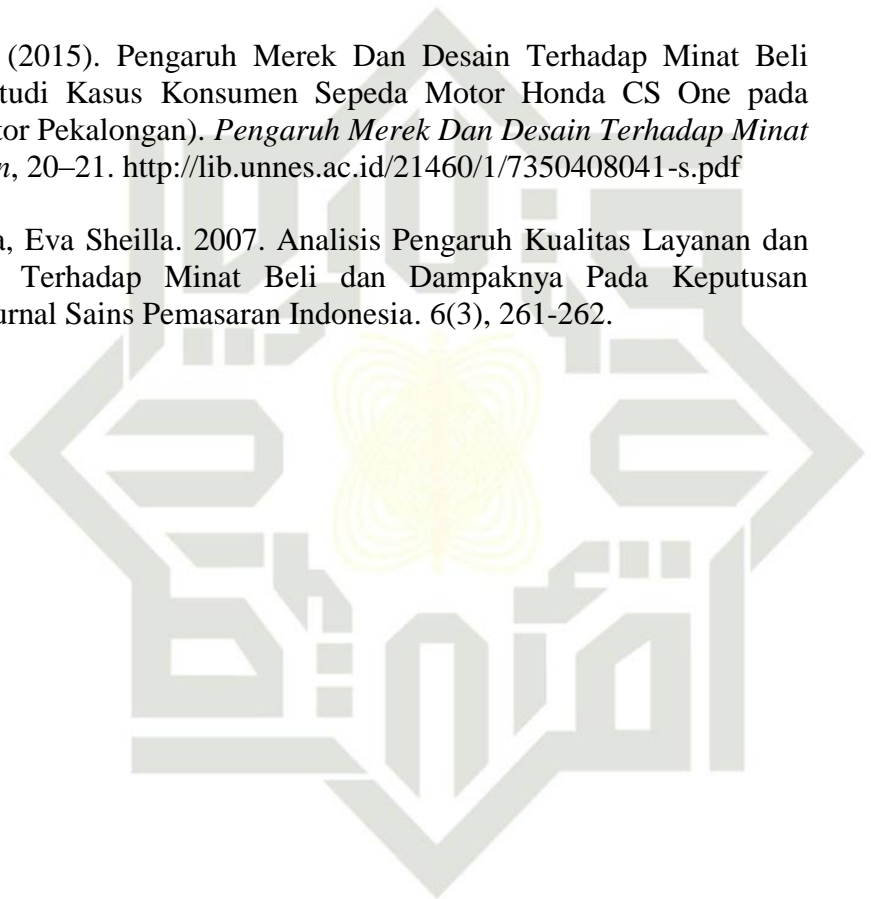 (2015). Pengaruh Merek Dan Desain Terhadap Minat Beli
tudi Kasus Konsumen Sepeda Motor Honda CS One pada
tor Pekalongan). Pengaruh Merek Dan Desain Terhadap Minat
n, 20–21. http://lib.unnes.ac.id/21460/1/7350408041-s.pdf
a, Eva Sheilla. 2007. Analisis Pengaruh Kualitas Layanan dan
Terhadap Minat Beli dan Dampaknya Pada Keputusan
urnal Sains Pemasaran Indonesia. 6(3), 261-262.